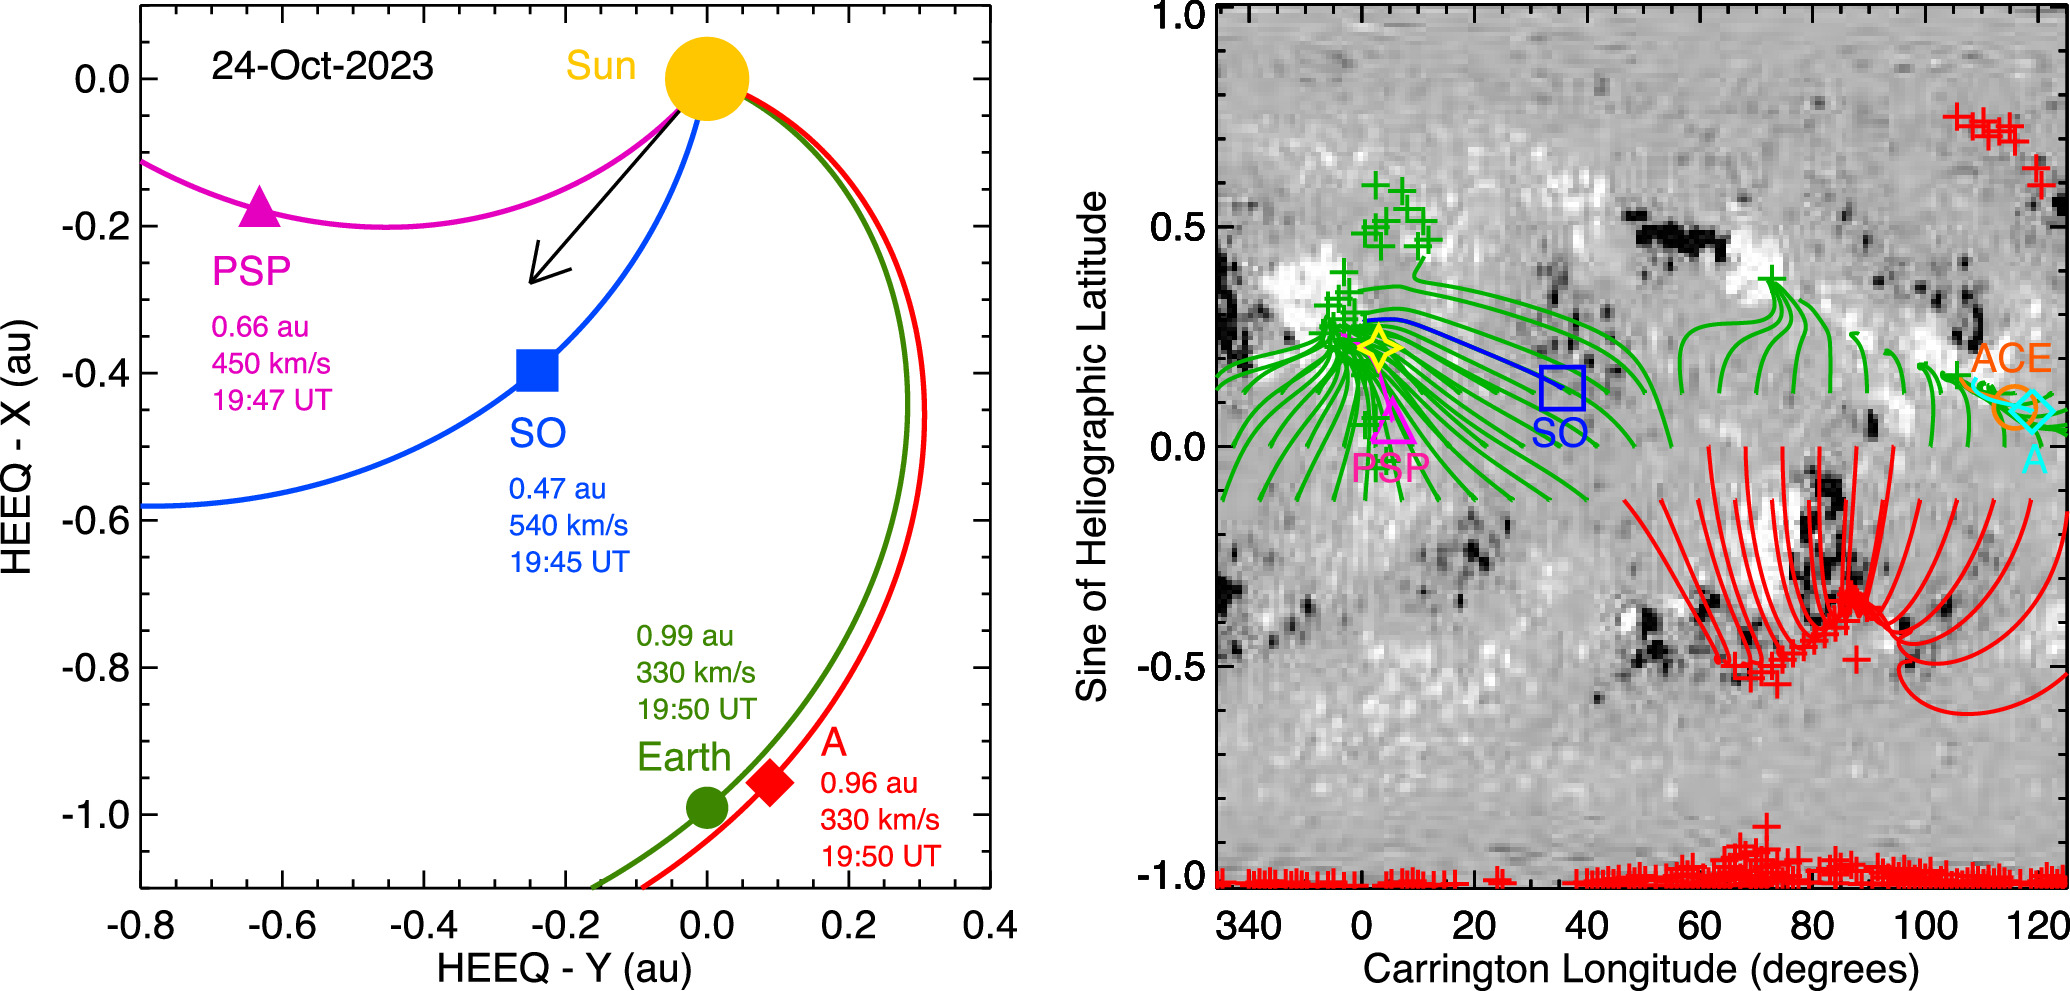 24-Oct-2023
Sun
PSP
0.66 au
450 km/s
19:47 UT
SO
0.47 au
540 km/s
19:45 UT
0.99 au
330 km/s
19:50 UT
Earth
A
0.96 au
330 km/s
19:50 UT
HEEQ - X (au)
0.0
-0.2
-0.4
-0.6
-0.8
-1.0
-0.8 -0.6 -0.4 -0.2 0.0 0.2 0.4
HEEQ - Y (au)
Sine of Heliographic Latitude
1.0
0.5
0.0
-0.5
-1.0
ACE
SO
PSP
A
340 0 20 40 60 80 100 120
Carrington Longitude (degrees)